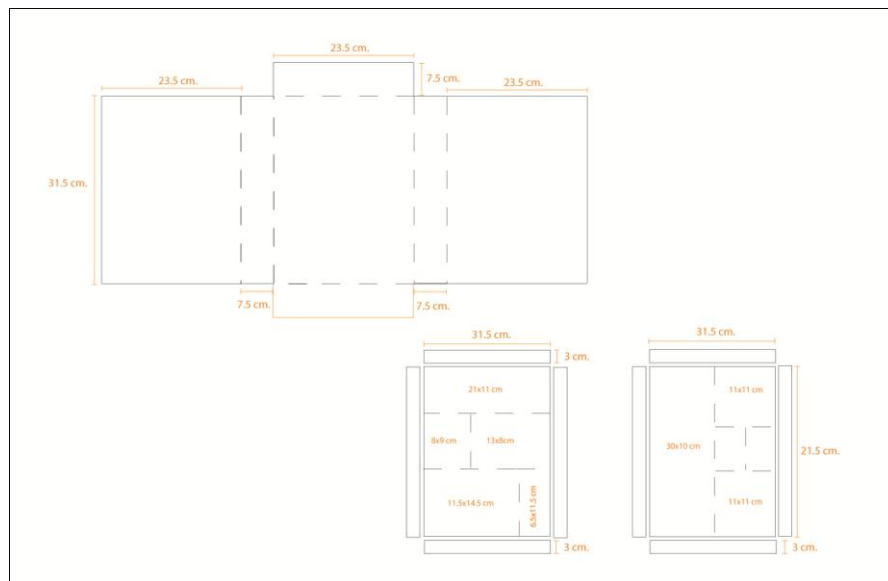 23.5 cm.
7.5 cm.
23.5 cm.
23.5 cm.
31.5 cm.
7.5 cm.
7.5 cm.
31.5 cm.
3 cm.
21x11 cm
8x9 cm
13x8cm
11.5x14.5 cm
6.5x11.5 cm
3 cm.
31.5 cm.
11x11 cm
30x10 cm
21.5 cm.
11x11 cm
3 cm.